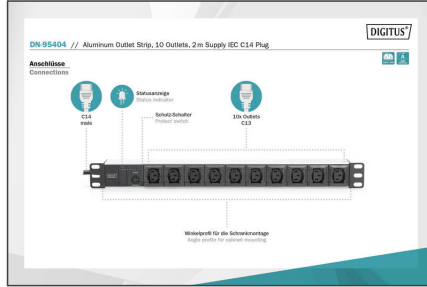 DIGITUS®
DN-95404 // Aluminum Outlet Strip, 10 Outlets, 2 m Supply IEC C14 Plug
Anschlüsse
Connections
Statusanzeige
Status indicator
C14
male
Schutz-Schalter
Protect switch
10x Outlets
C13
Winkelprofil für die Schrankmontage
Angle profile for cabinet mounting